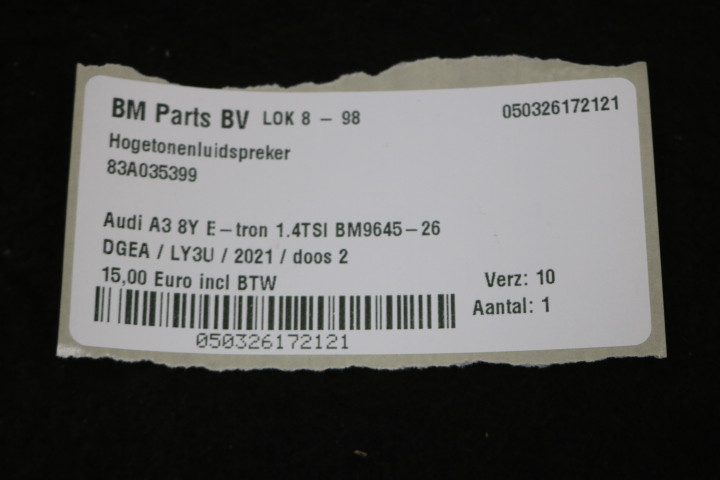 BM Parts BV LOK 8 - 98 050326172121
Hogetonenluidspreker
83A035399
Audi A3 8Y E-tron 1.4TSI BM9645-26
DGEA / LY3U / 2021 / doos 2
15,00 Euro incl BTW Verz: 10
Aantal: 1
050326172121